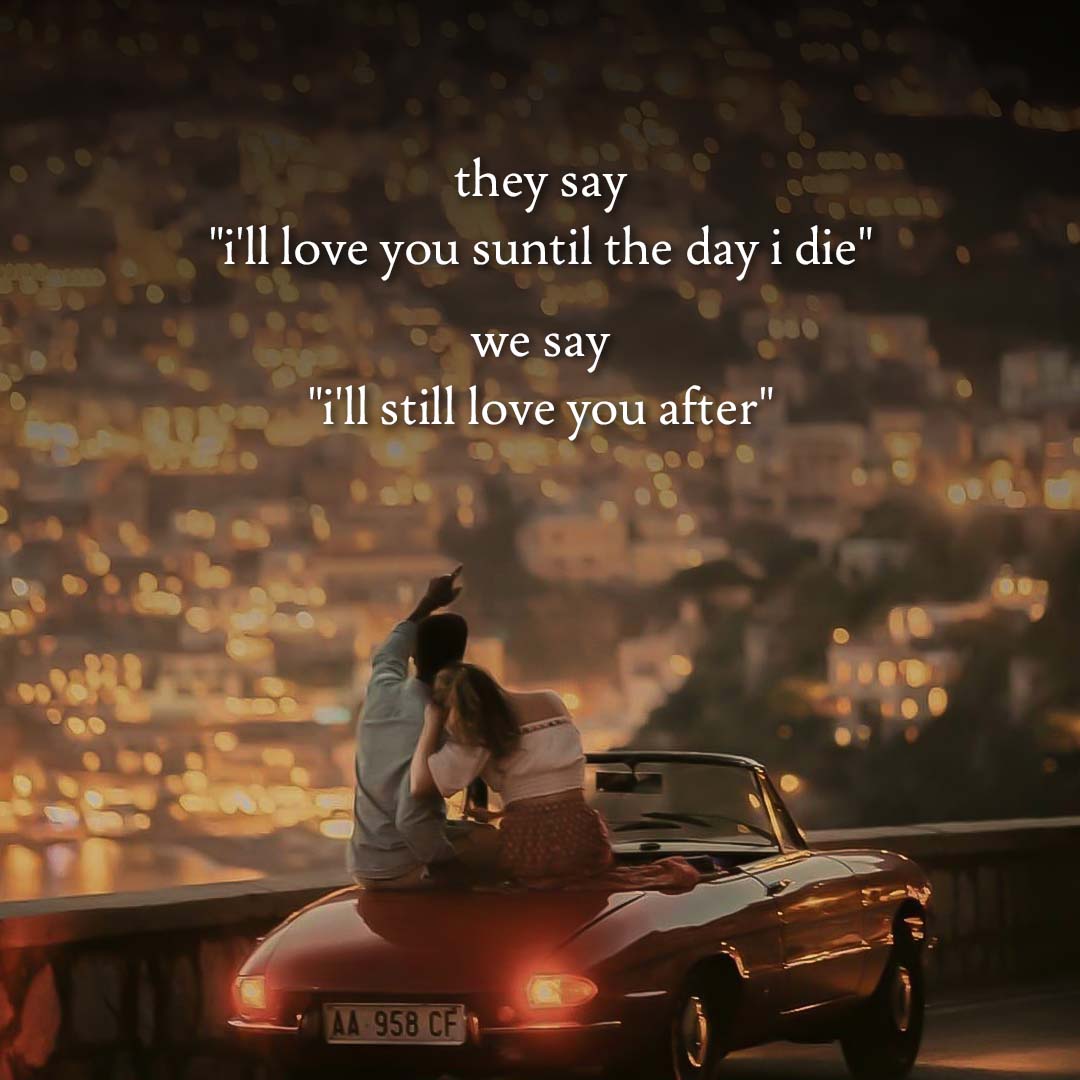 they say
"i'll love you suntil the day i die"
we say
"i'll still love you after"
AA 958 CF